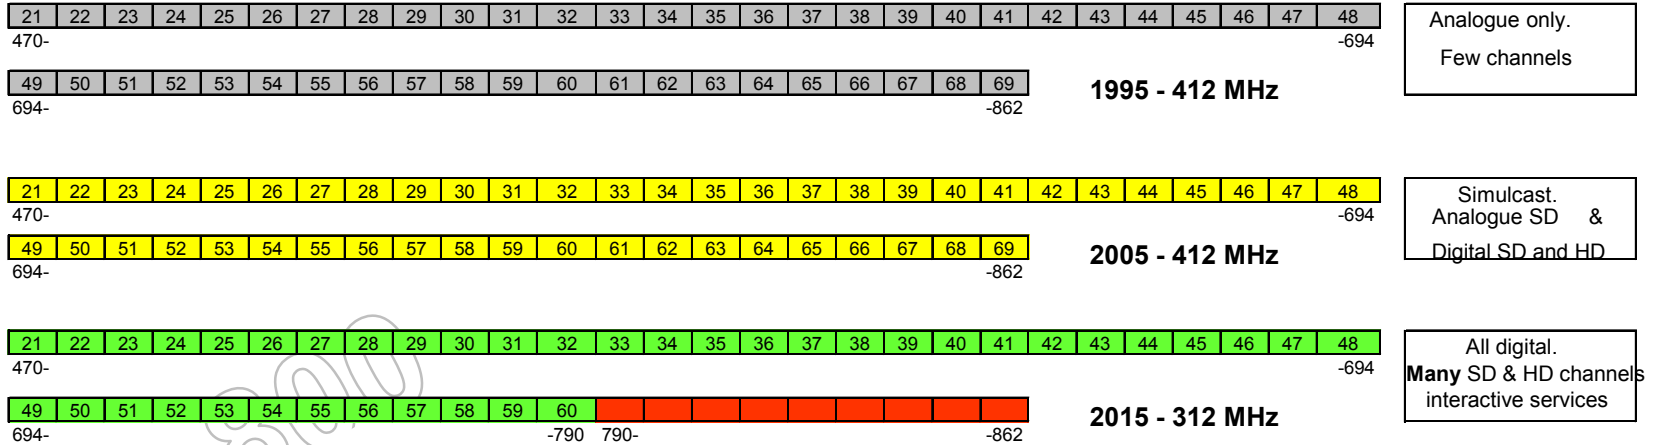 21 22 23 24 25 26 27 28 29 30 31 32 33 34 35 36 37 38 39 40 41 42 43 44 45 46 47 48
470- -694
49 50 51 52 53 54 55 56 57 58 59 60 61 62 63 64 65 66 67 68 69
694- -862
1995 - 412 MHz
Analogue only.
Few channels
21 22 23 24 25 26 27 28 29 30 31 32 33 34 35 36 37 38 39 40 41 42 43 44 45 46 47 48
470- -694
49 50 51 52 53 54 55 56 57 58 59 60 61 62 63 64 65 66 67 68 69
694- -862
2005 - 412 MHz
Simulcast.
Analogue SD &
Digital SD and HD
21 22 23 24 25 26 27 28 29 30 31 32 33 34 35 36 37 38 39 40 41 42 43 44 45 46 47 48
470- -694
49 50 51 52 53 54 55 56 57 58 59 60
694- -790 790- -862
2015 - 312 MHz
All digital.
Many SD & HD channels
interactive services
800